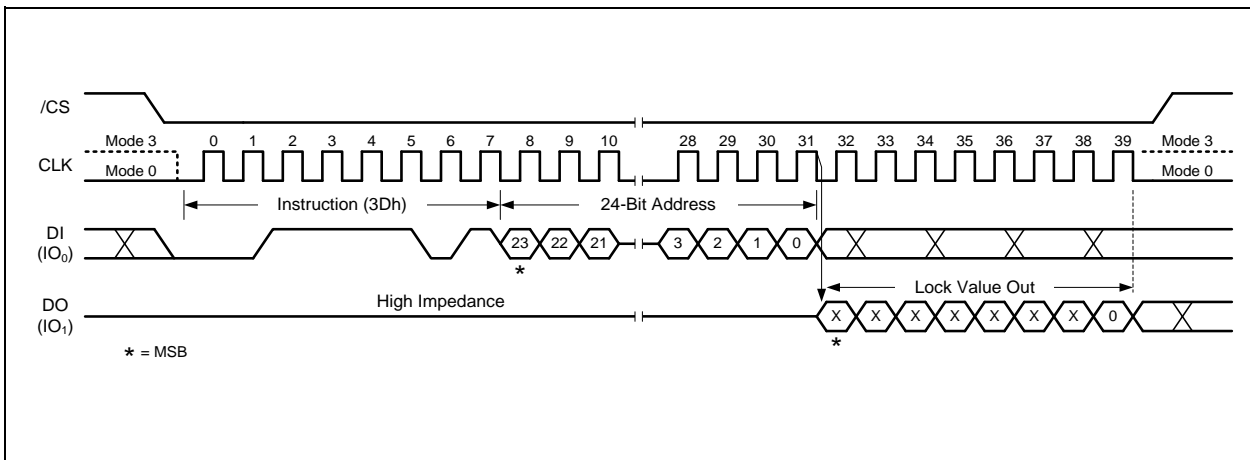 /CS
Mode 3 0 1 2 3 4 5 6 7 8 9 10 28 29 30 31 32 33 34 35 36 37 38 39 Mode 3
CLK
Mode 0 Mode 0
Instruction (3Dh) 24-Bit Address
DI
(IO₀)
23 22 21 3 2 1 0
*
Lock Value Out
High Impedance
DO
(IO₁)
X X X X X X X 0
*
* = MSB